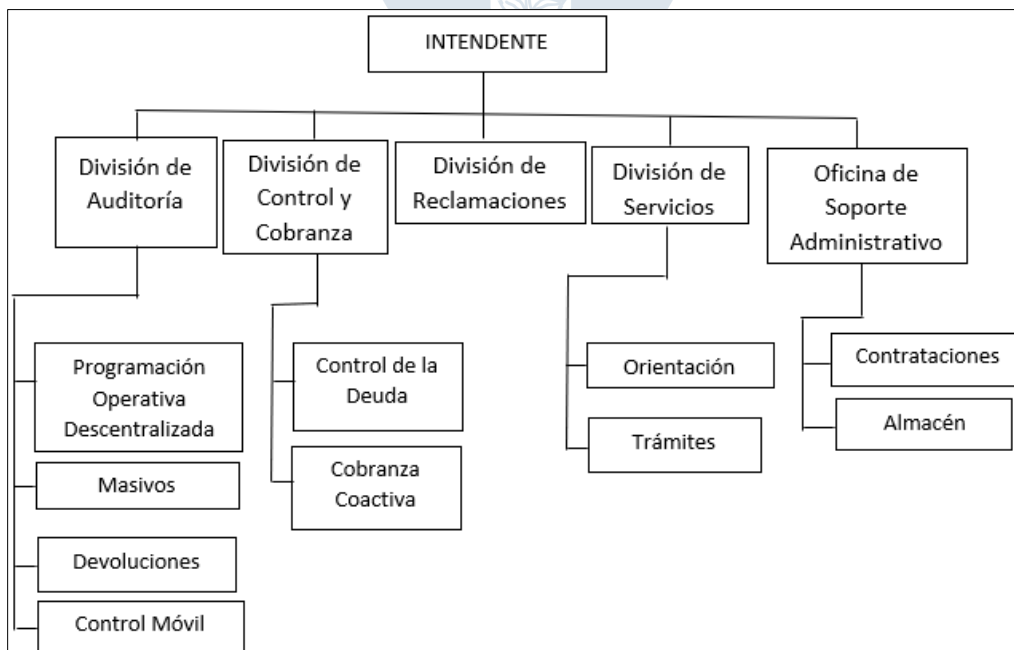 INTENDENTE
División de
Auditoría
División de
Control y
Cobranza
División de
Reclamaciones
División de
Servicios
Oficina de
Soporte
Administrativo
Programación
Operativa
Descentralizada
Masivos
Devoluciones
Control Móvil
Control de la
Deuda
Cobranza
Coactiva
Orientación
Trámites
Contrataciones
Almacén